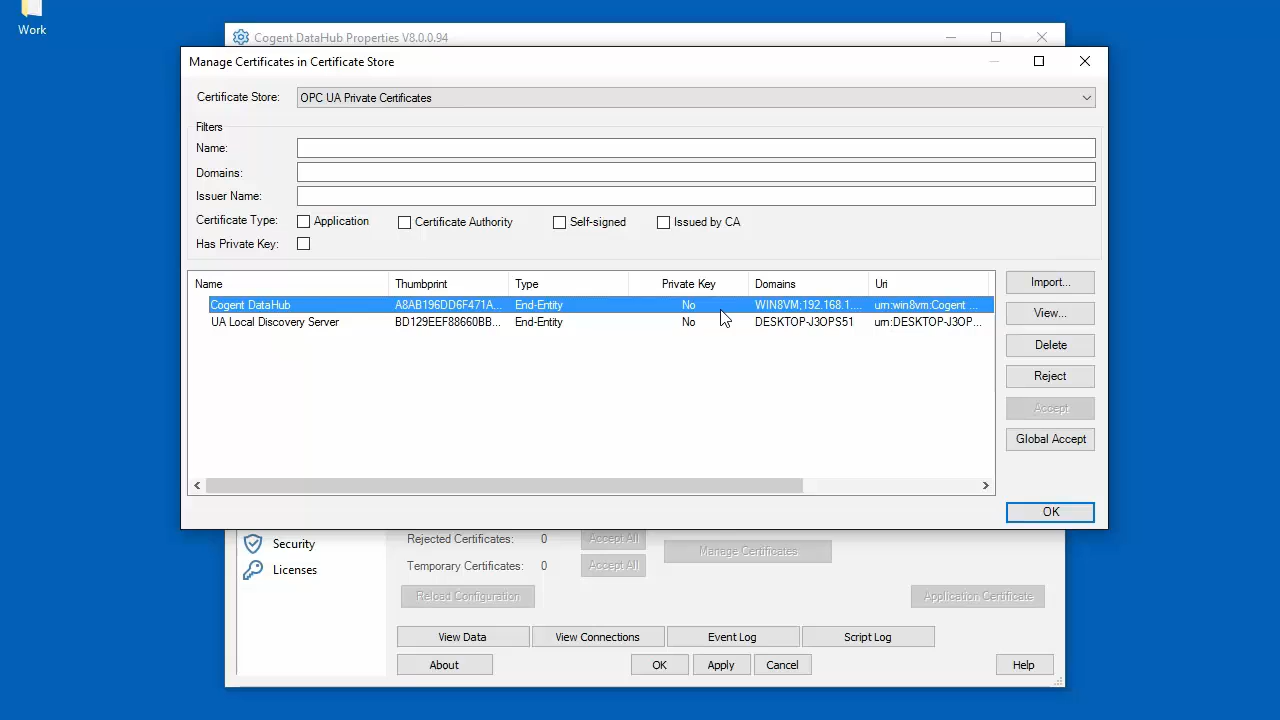 Work
Cogent DataHub Properties V8.0.0.94
Manage Certificates in Certificate Store
Certificate Store: OPC UA Private Certificates
Filters
Name:
Domains:
Issuer Name:
Certificate Type: Application Certificate Authority Self-signed Issued by CA
Has Private Key:
Name Thumbprint Type Private Key Domains Uri
Cogent DataHub A8AB196DD6F471A... End-Entity No WIN8VM;192.168.1.... urn:win8vm:Cogent ...
UA Local Discovery Server BD129EEF88660BB... End-Entity No DESKTOP-J3OPS51 urn:DESKTOP-J3OP...
Import...
View...
Delete
Reject
Accept
Global Accept
OK
Security
Licenses
Rejected Certificates: 0 Accept All
Manage Certificates
Temporary Certificates: 0 Accept All
Reload Configuration Application Certificate
View Data View Connections Event Log Script Log
About OK Apply Cancel Help